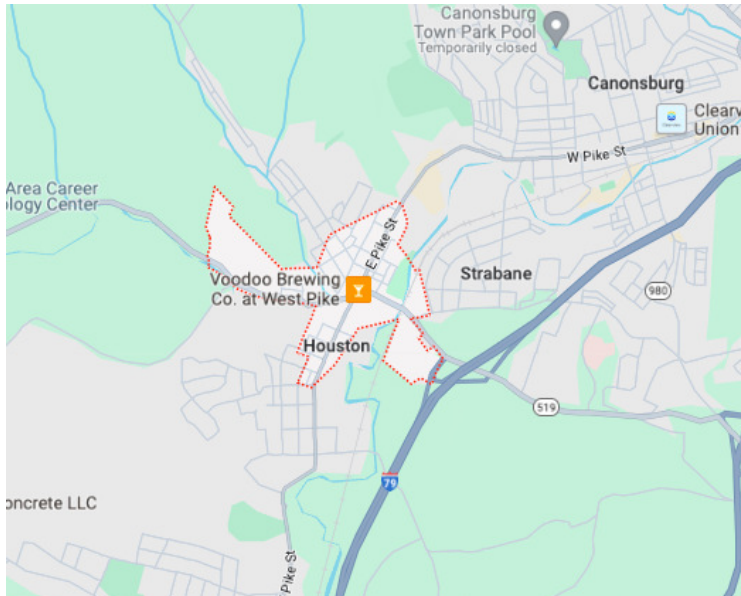 Canonsburg
Town Park Pool
Temporarily closed
Canonsburg
Clearv
Union
W Pike St
Area Career
ology Center
E Pike St
Voodoo Brewing
Co. at West Pike
Strabane
980
Houston
519
79
oncrete LLC
Pike St